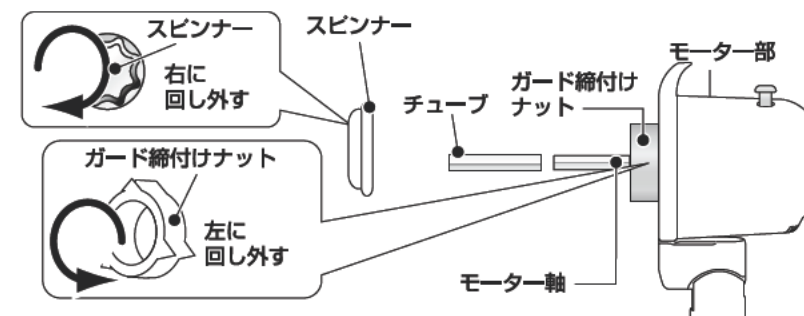 スピンナー
右に
回し外す
スピンナー
チューブ
ガード締付け
ナット
モーター部
ガード締付けナット
左に
回し外す
モーター軸